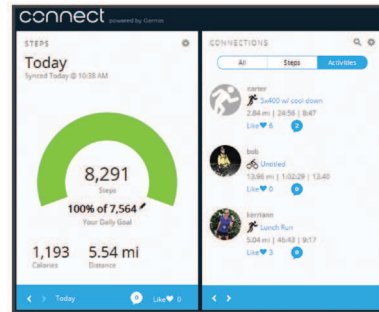 connect powered by Garmin
STEPS
Today
Synced Today @ 10:38 AM
8,291
Steps
100% of 7,564
Your Daily Goal
1,193
Calories
5.54 mi
Distance
Today
0
Like 0
CONNECTIONS
All
Steps
Activities
carter
5x400 w/ cool down
2.04 mi | 24:56 | 8:47
Like 6
2
bob
Untitled
13.96 mi | 1:02:29 | 13.40
Like 0
0
kerriann
Lunch Run
5.04 mi | 46:43 | 9:17
Like 3
0